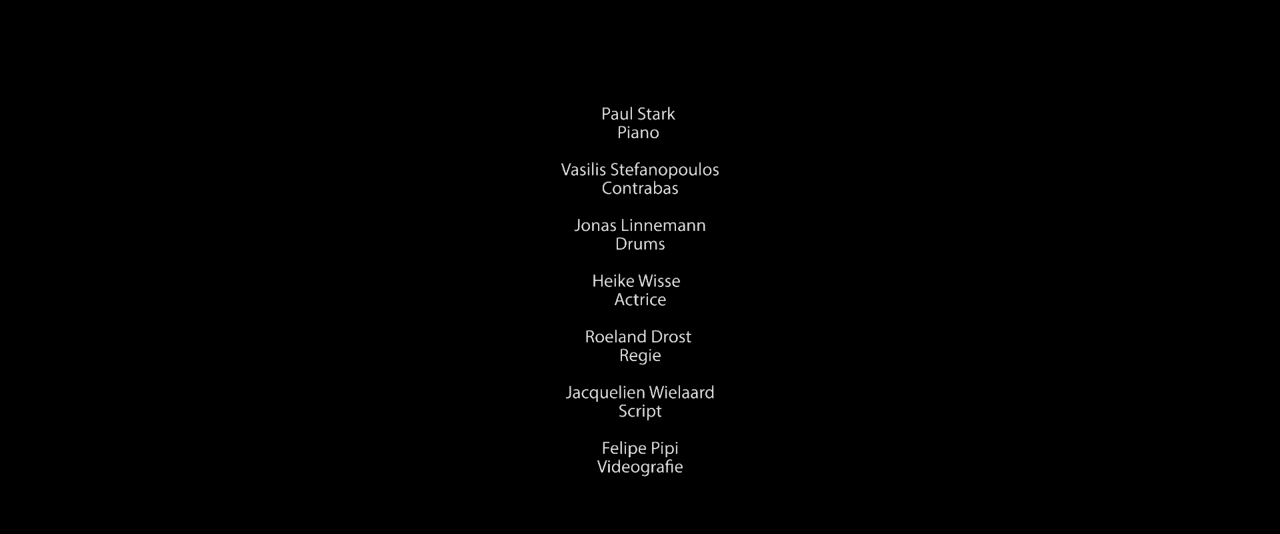 Paul Stark
Piano
Vasilis Stefanopoulos
Contrabas
Jonas Linnemann
Drums
Heike Wisse
Actrice
Roeland Drost
Regie
Jacquelien Wielaard
Script
Felipe Pipi
Videografie